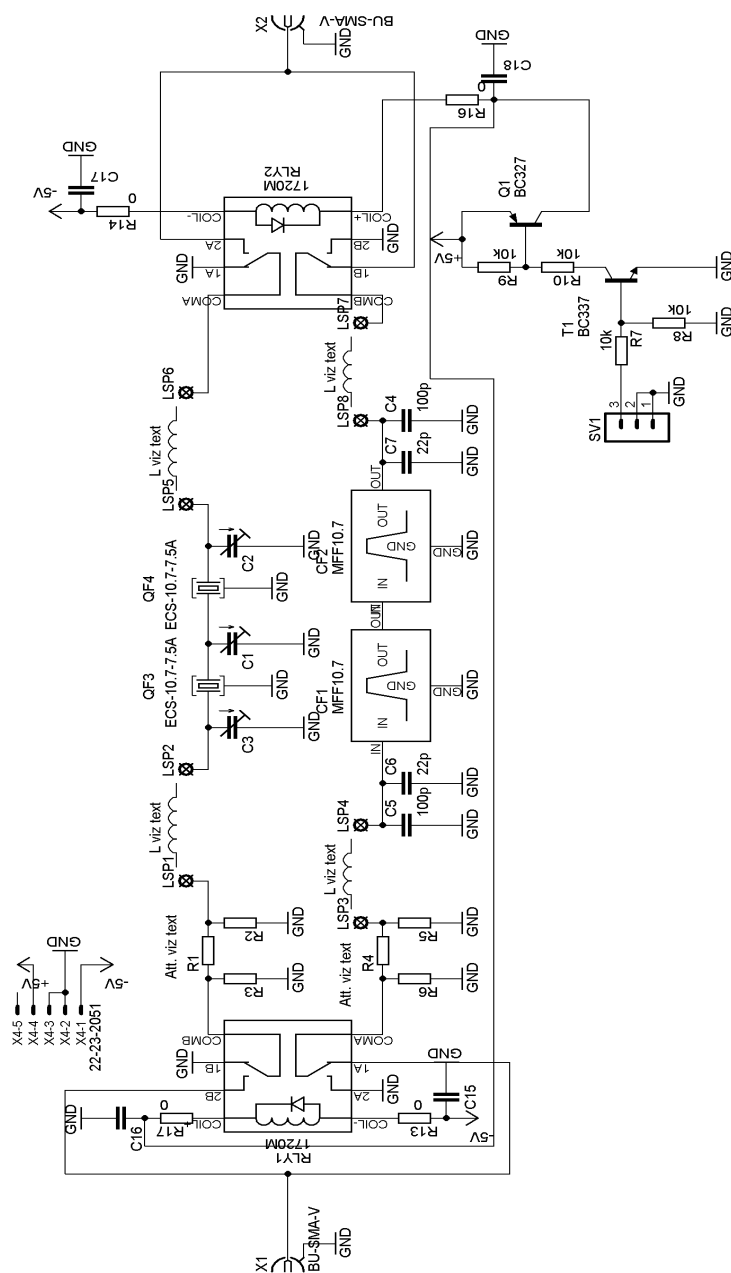 X2
BU-SMA-V
GND
C18
GND
0
R16
C17
GND
-5V
0
R14
1720M
RLY2
COIL-
COIL+
2A
2B
GND
GND
1A
1B
COMA
COMB
Q1
BC327
+5V
10k
R9
10k
R10
GND
T1
BC337
10k
R7
10k
R8
GND
SV1
3
2
1
GND
LSP6
LSP7
L viz text
L viz text
LSP5
LSP8
C4
100p
GND
C7
22p
GND
OUT
OUT
CF2
MFF10.7
GND
GND
IN
IN
C2
GND
QF4
ECS-10.7-7.5A
GND
C1
GND
QF3
ECS-10.7-7.5A
GND
C3
GND
OUT
OUT
CF1
MFF10.7
GND
GND
IN
IN
C6
22p
GND
C5
100p
GND
LSP2
LSP4
L viz text
L viz text
LSP1
LSP3
Att. viz text
R1
R2
GND
R3
GND
Att. viz text
R4
R5
GND
R6
GND
X4-5
X4-4
X4-3
X4-2
X4-1
22-23-2051
+5V
GND
-5V
COMB
COMA
GND
1B
1A
GND
2B
2A
GND
COIL+
COIL-
1720M
RLY1
GND
C16
0
R17
0
R13
C15
-5V
X1
BU-SMA-V
GND